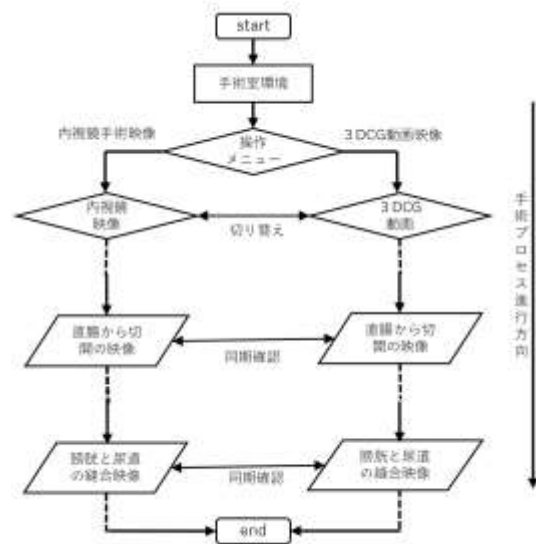 start
手術室環境
内視鏡手術映像
3DCG動画映像
操作
メニュー
内視鏡
映像
切り替え
3DCG
動画
直腸から切
開の映像
同期確認
直腸から切
開の映像
膀胱と尿道
の縫合映像
同期確認
膀胱と尿道
の縫合映像
end
手術プロセス進行方向